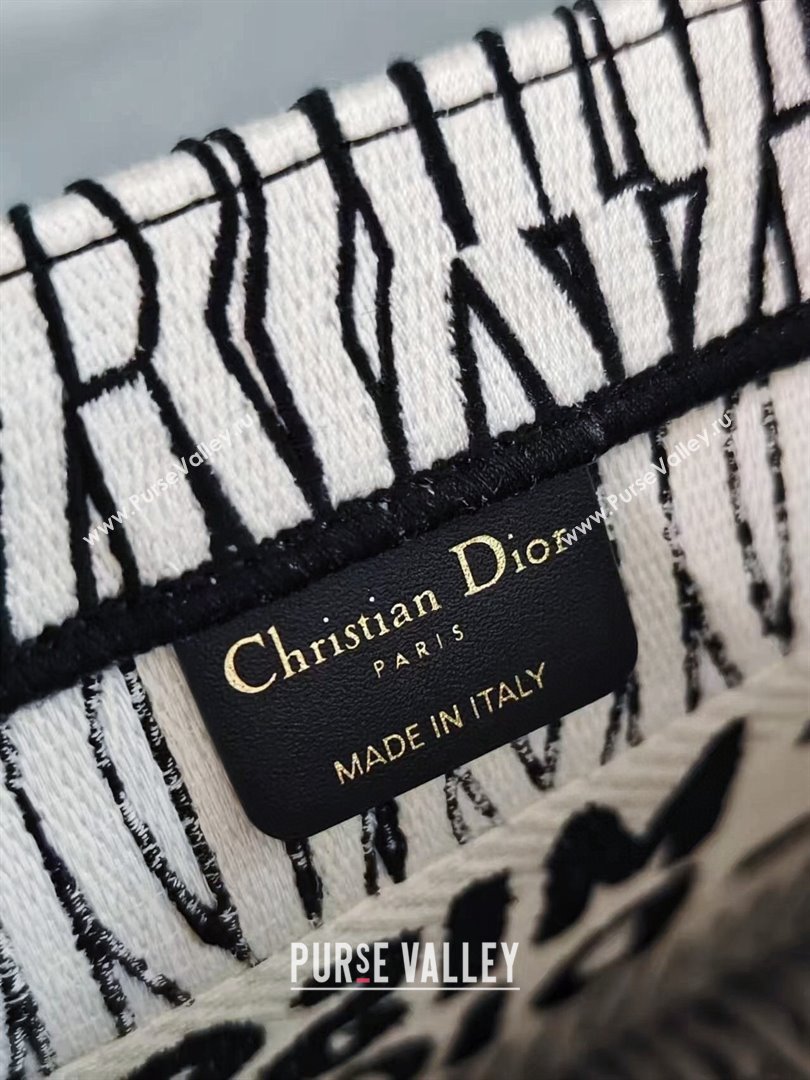 www.PurseValley.ru
www.PurseValley.ru
Christian Dior
PARIS
MADE IN ITALY
PURSE VALLEY